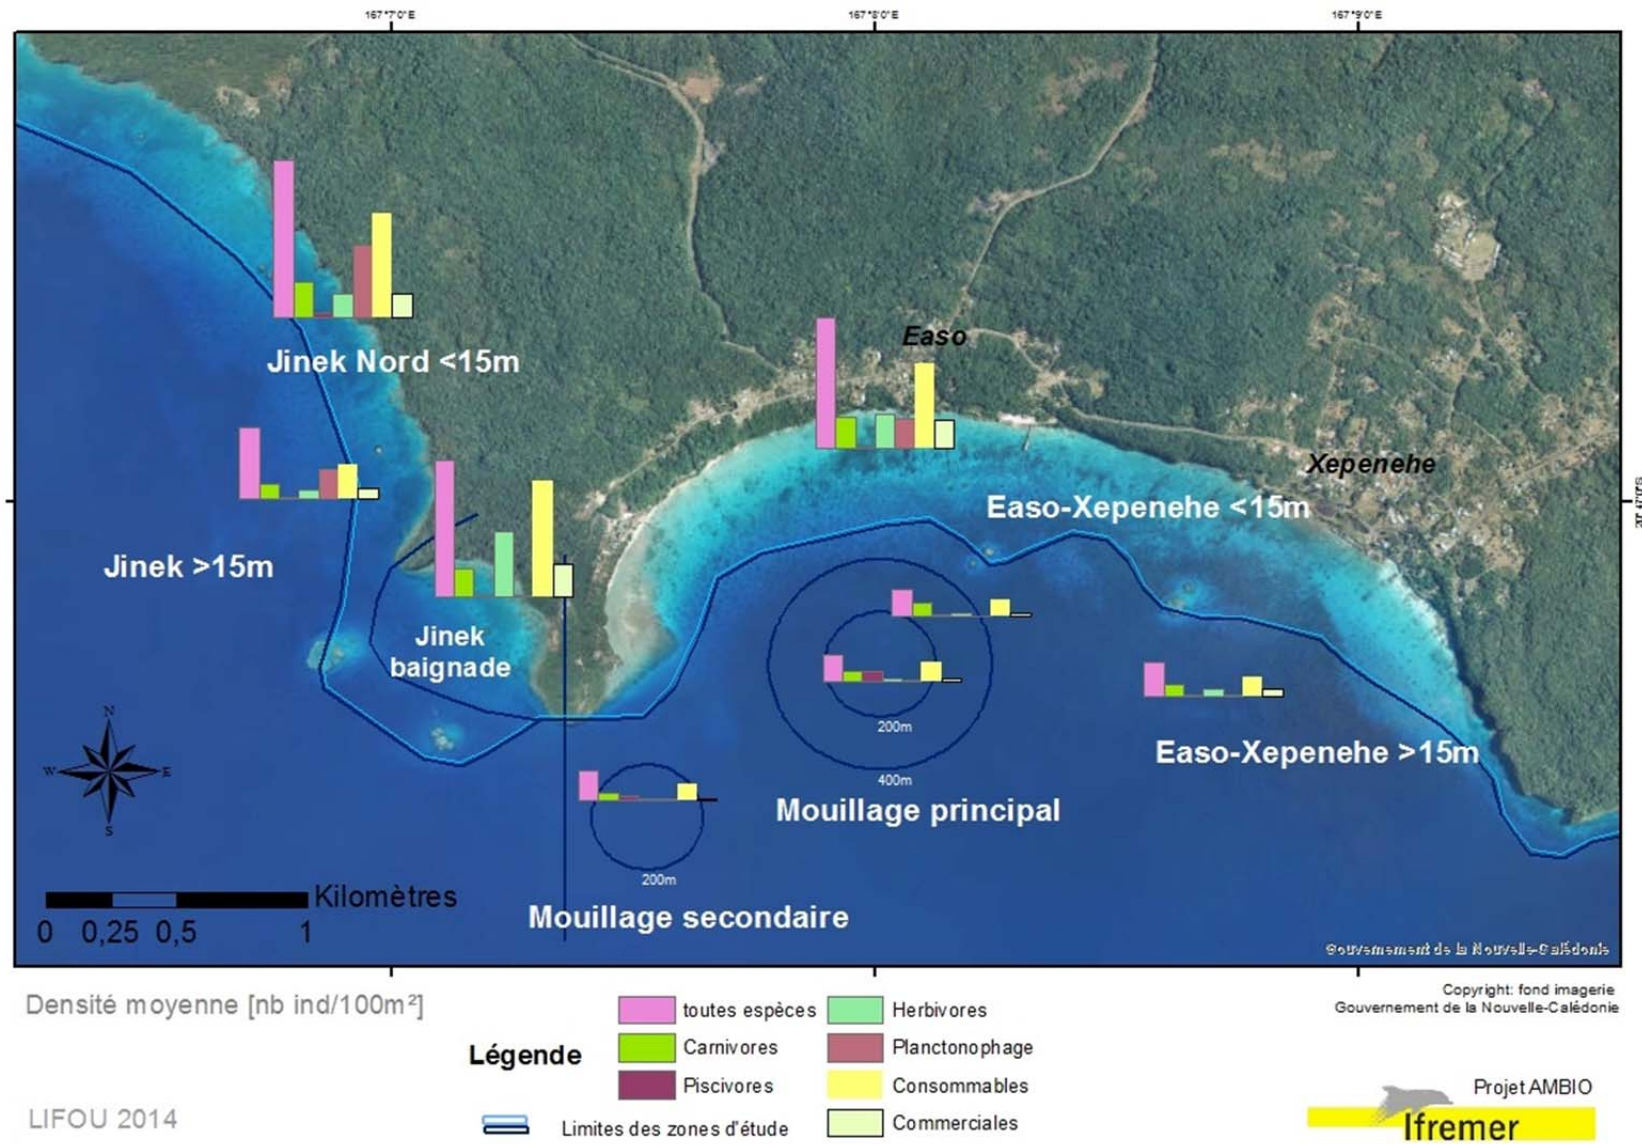 167°7'0"E
167°8'0"E
167°9'0"E
Easo
Jinek Nord <15m
Xepenehe
Easo-Xepenehe <15m
Jinek >15m
Jinek
baignade
200m
N
W
E
S
Easo-Xepenehe >15m
400m
Mouillage principal
200m
Kilomètres
0 0,25 0,5 1
Mouillage secondaire
Gouvernement de la Nouvelle-Calédonie
Densité moyenne [nb ind/100m²]
Copyright: fond imagerie
Gouvernement de la Nouvelle-Calédonie
Légende
toutes espèces
Herbivores
Carnivores
Planctonophage
Piscivores
Consommables
Limites des zones d'étude
Commerciales
Projet AMBIO
Ifremer
LIFOU 2014